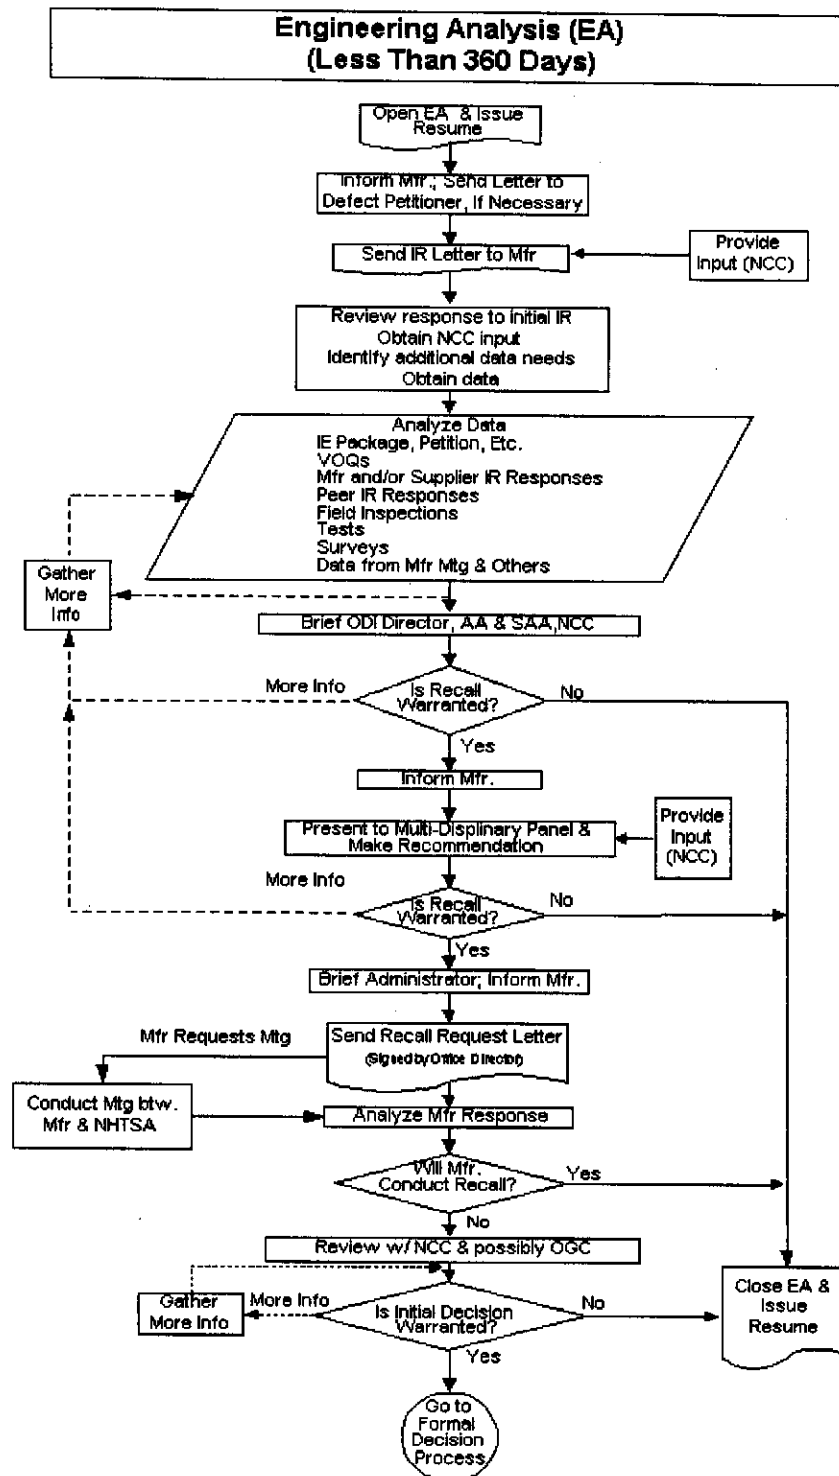 Engineering Analysis (EA)
(Less Than 360 Days)
Open EA & Issue
Resume
Inform Mfr.; Send Letter to
Defect Petitioner, If Necessary
Send IR Letter to Mfr
Provide
Input (NCC)
Review response to initial IR
Obtain NCC input
Identify additional data needs
Obtain data
Analyze Data
IE Package, Petition, Etc.
VOQs
Mfr and/or Supplier IR Responses
Peer IR Responses
Field Inspections
Tests
Surveys
Data from Mfr Mtg & Others
Gather
More
Info
Brief ODI Director, AA & SAA,NCC
More Info
Is Recall
Warranted?
No
Yes
Inform Mfr.
Present to Multi-Displinary Panel &
Make Recommendation
Provide
Input
(NCC)
More Info
Is Recall
Warranted?
No
Yes
Brief Administrator; Inform Mfr.
Mfr Requests Mtg
Send Recall Request Letter
(Signed by Office Director)
Conduct Mtg btw.
Mfr & NHTSA
Analyze Mfr Response
Will Mfr.
Conduct Recall?
Yes
No
Review w/ NCC & possibly OGC
Gather
More Info
More Info
Is Initial Decision
Warranted?
No
Yes
Close EA &
Issue
Resume
Go to
Formal
Decision
Process